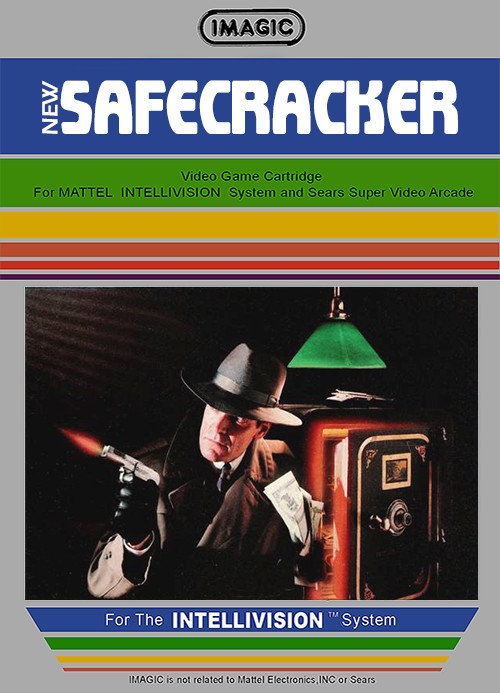 IMAGIC
NEW SAFECRACKER
Video Game Cartridge
For MATTEL INTELLIVISION System and Sears Super Video Arcade
For The INTELLIVISION™ System
IMAGIC is not related to Mattel Electronics,INC or Sears